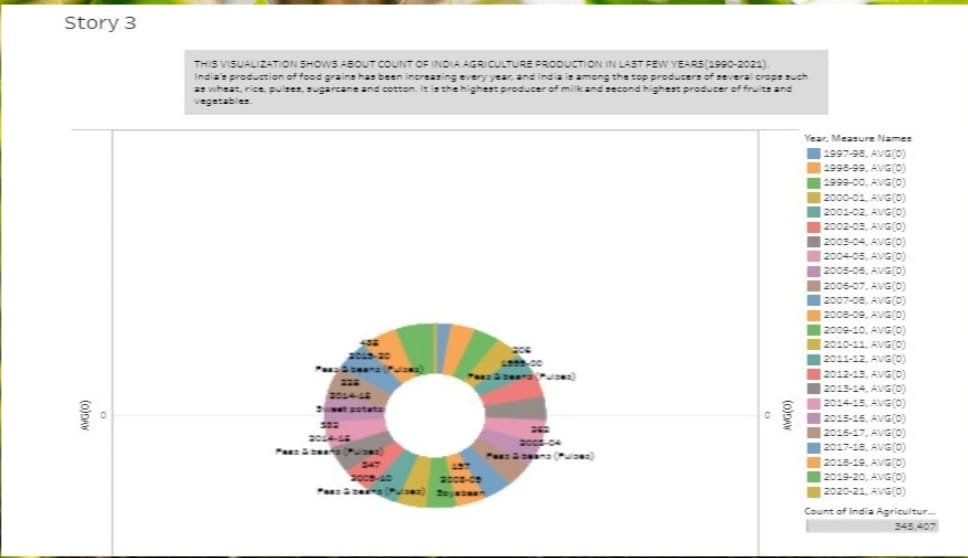 Story 3
THIS VISUALIZATION SHOWS ABOUT COUNT OF INDIA AGRICULTURE PRODUCTION IN LAST FEW YEARS(1990-2021).
India's production of food grains has been increasing every year, and India is among the top producers of several crops such
as wheat, rice, pulses, sugarcane and cotton. It is the highest producer of milk and second highest producer of fruits and
vegetables.
Year, Measure Names
1997-98, AVG(0)
1998-99, AVG(0)
1999-00, AVG(0)
2000-01, AVG(0)
2001-02, AVG(0)
2002-03, AVG(0)
2003-04, AVG(0)
2004-05, AVG(0)
2005-06, AVG(0)
2006-07, AVG(0)
2007-08, AVG(0)
2008-09, AVG(0)
2009-10, AVG(0)
2010-11, AVG(0)
2011-12, AVG(0)
2012-13, AVG(0)
2013-14, AVG(0)
2014-15, AVG(0)
2015-16, AVG(0)
2016-17, AVG(0)
2017-18, AVG(0)
2018-19, AVG(0)
2019-20, AVG(0)
2020-21, AVG(0)
Count of India Agricultur...
345,407
AVG(0)
0
2019-20
Peas & beans (Pulses)
2014-15
Sweet potato
2014-15
Peas & beans (Pulses)
347
2009-10
Peas & beans (Pulses)
197
2008-09
Soyabean
206
1999-00
Peas & beans (Pulses)
2003-04
Peas & beans (Pulses)
0
AVG(0)